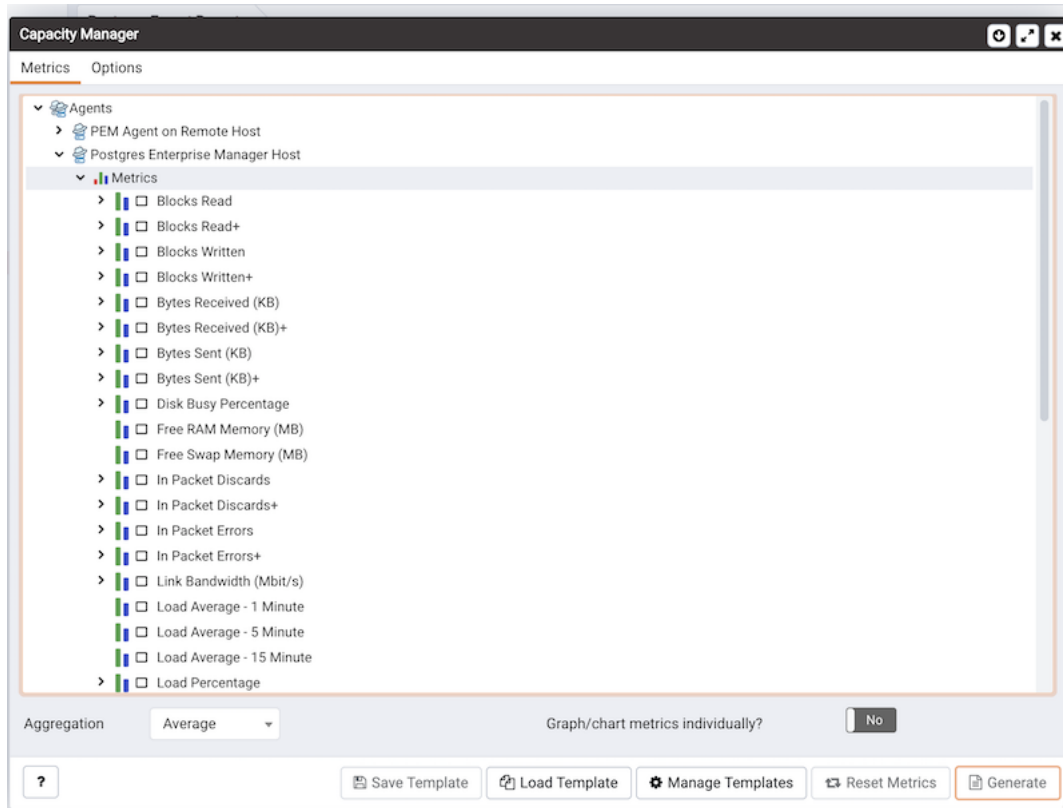 Capacity Manager
Metrics Options
Agents
PEM Agent on Remote Host
Postgres Enterprise Manager Host
Metrics
Blocks Read
Blocks Read+
Blocks Written
Blocks Written+
Bytes Received (KB)
Bytes Received (KB)+
Bytes Sent (KB)
Bytes Sent (KB)+
Disk Busy Percentage
Free RAM Memory (MB)
Free Swap Memory (MB)
In Packet Discards
In Packet Discards+
In Packet Errors
In Packet Errors+
Link Bandwidth (Mbit/s)
Load Average - 1 Minute
Load Average - 5 Minute
Load Average - 15 Minute
Load Percentage
Aggregation Average Graph/chart metrics individually? No
? Save Template Load Template Manage Templates Reset Metrics Generate